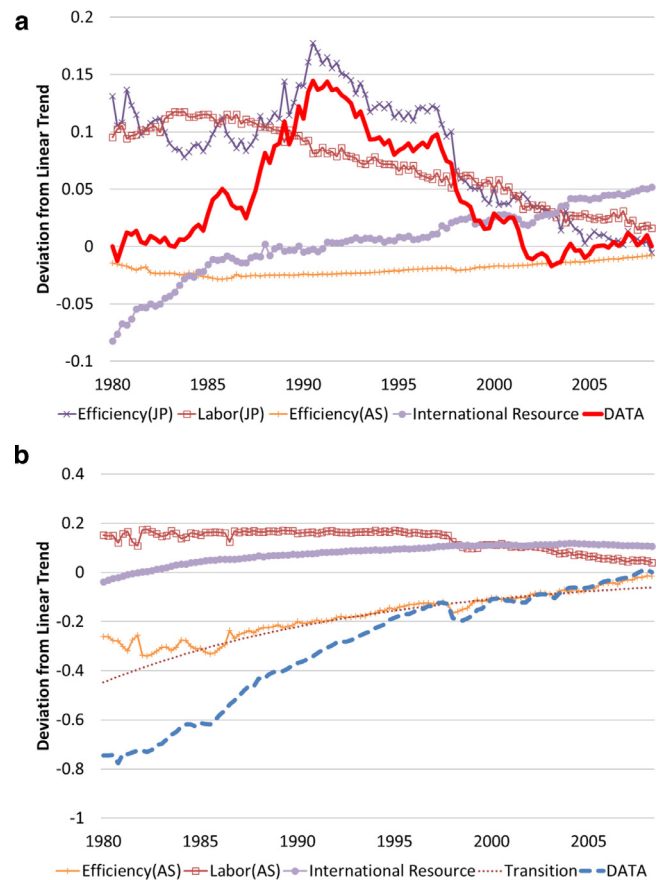 a
Deviation from Linear Trend
0.2
0.15
0.1
0.05
0
-0.05
-0.1
1980 1985 1990 1995 2000 2005
Efficiency(JP) Labor(JP) Efficiency(AS) International Resource DATA
b
Deviation from Linear Trend
0.4
0.2
0
-0.2
-0.4
-0.6
-0.8
-1
1980 1985 1990 1995 2000 2005
Efficiency(AS) Labor(AS) International Resource Transition DATA